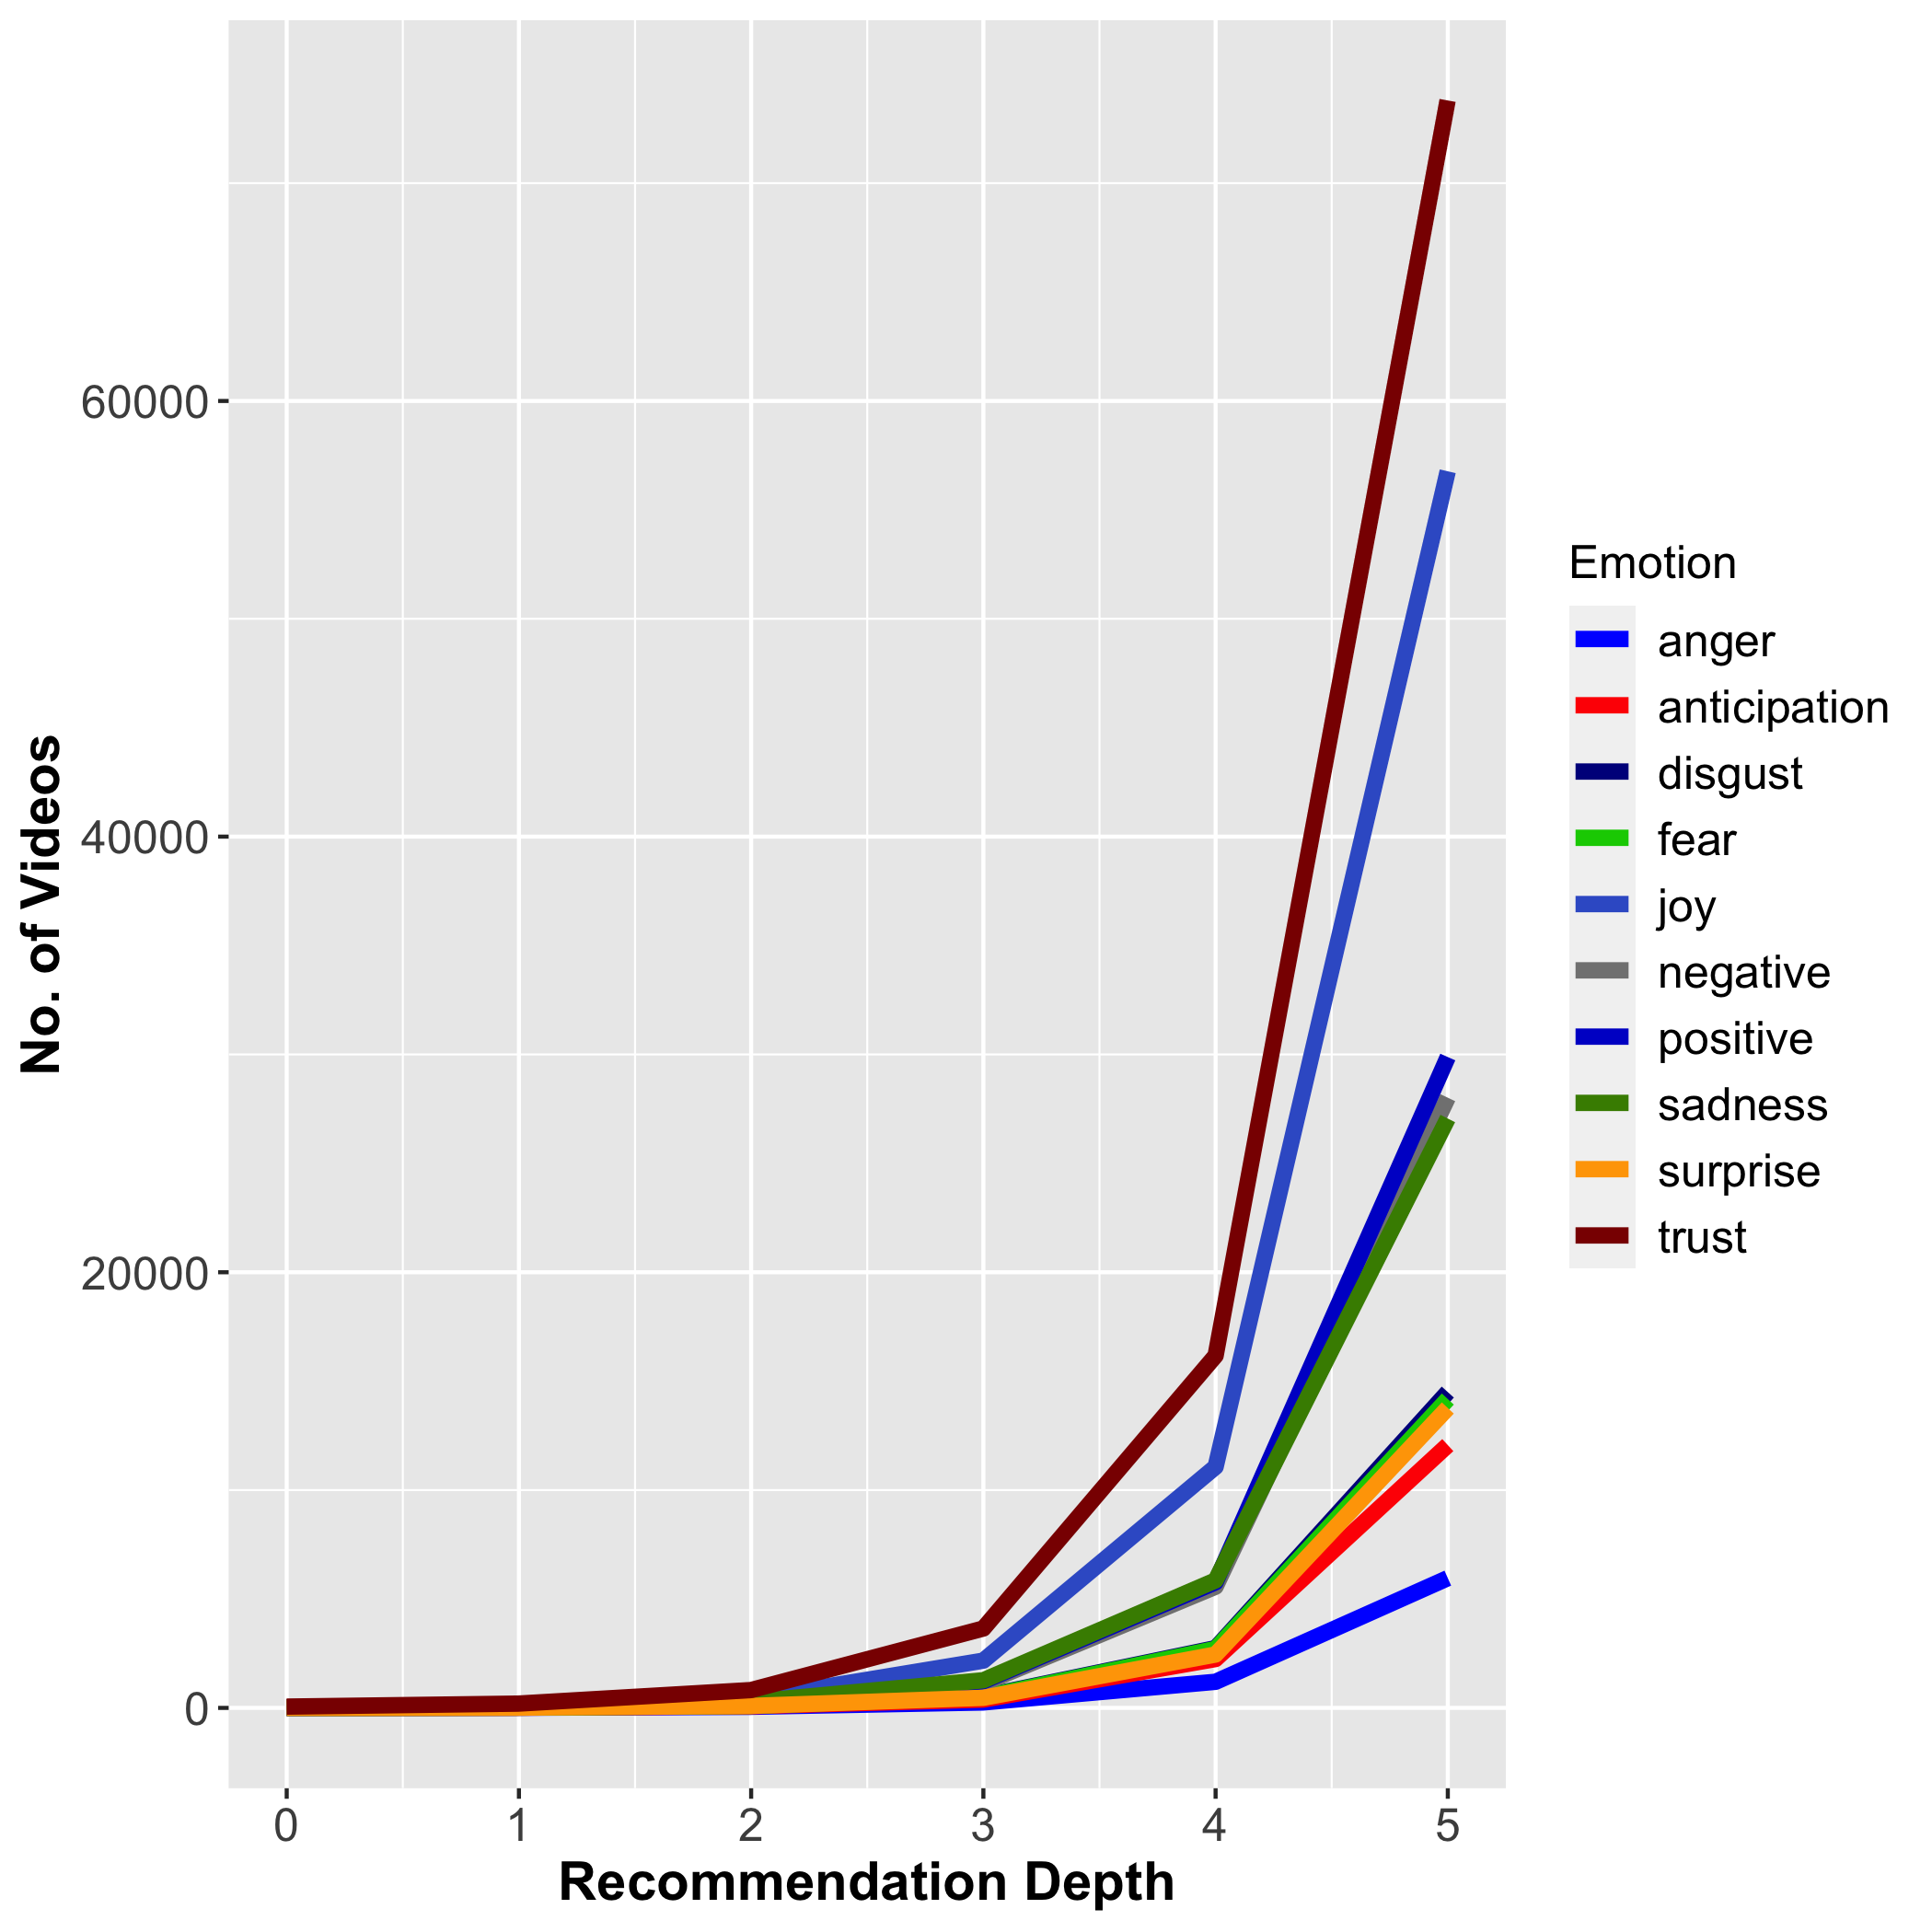 No. of Videos
60000
40000
20000
0
0 1 2 3 4 5
Recommendation Depth
Emotion
anger
anticipation
disgust
fear
joy
negative
positive
sadness
surprise
trust